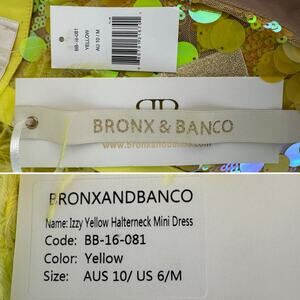 BB-16-081
YELLOW
AU 10 / M
BRONX & BANCO
www.bronxandbanco
BRONXANDBANCO
Name: Izzy Yellow Halterneck Mini Dress
Code: BB-16-081
Color: Yellow
Size: AUS 10/ US 6/M